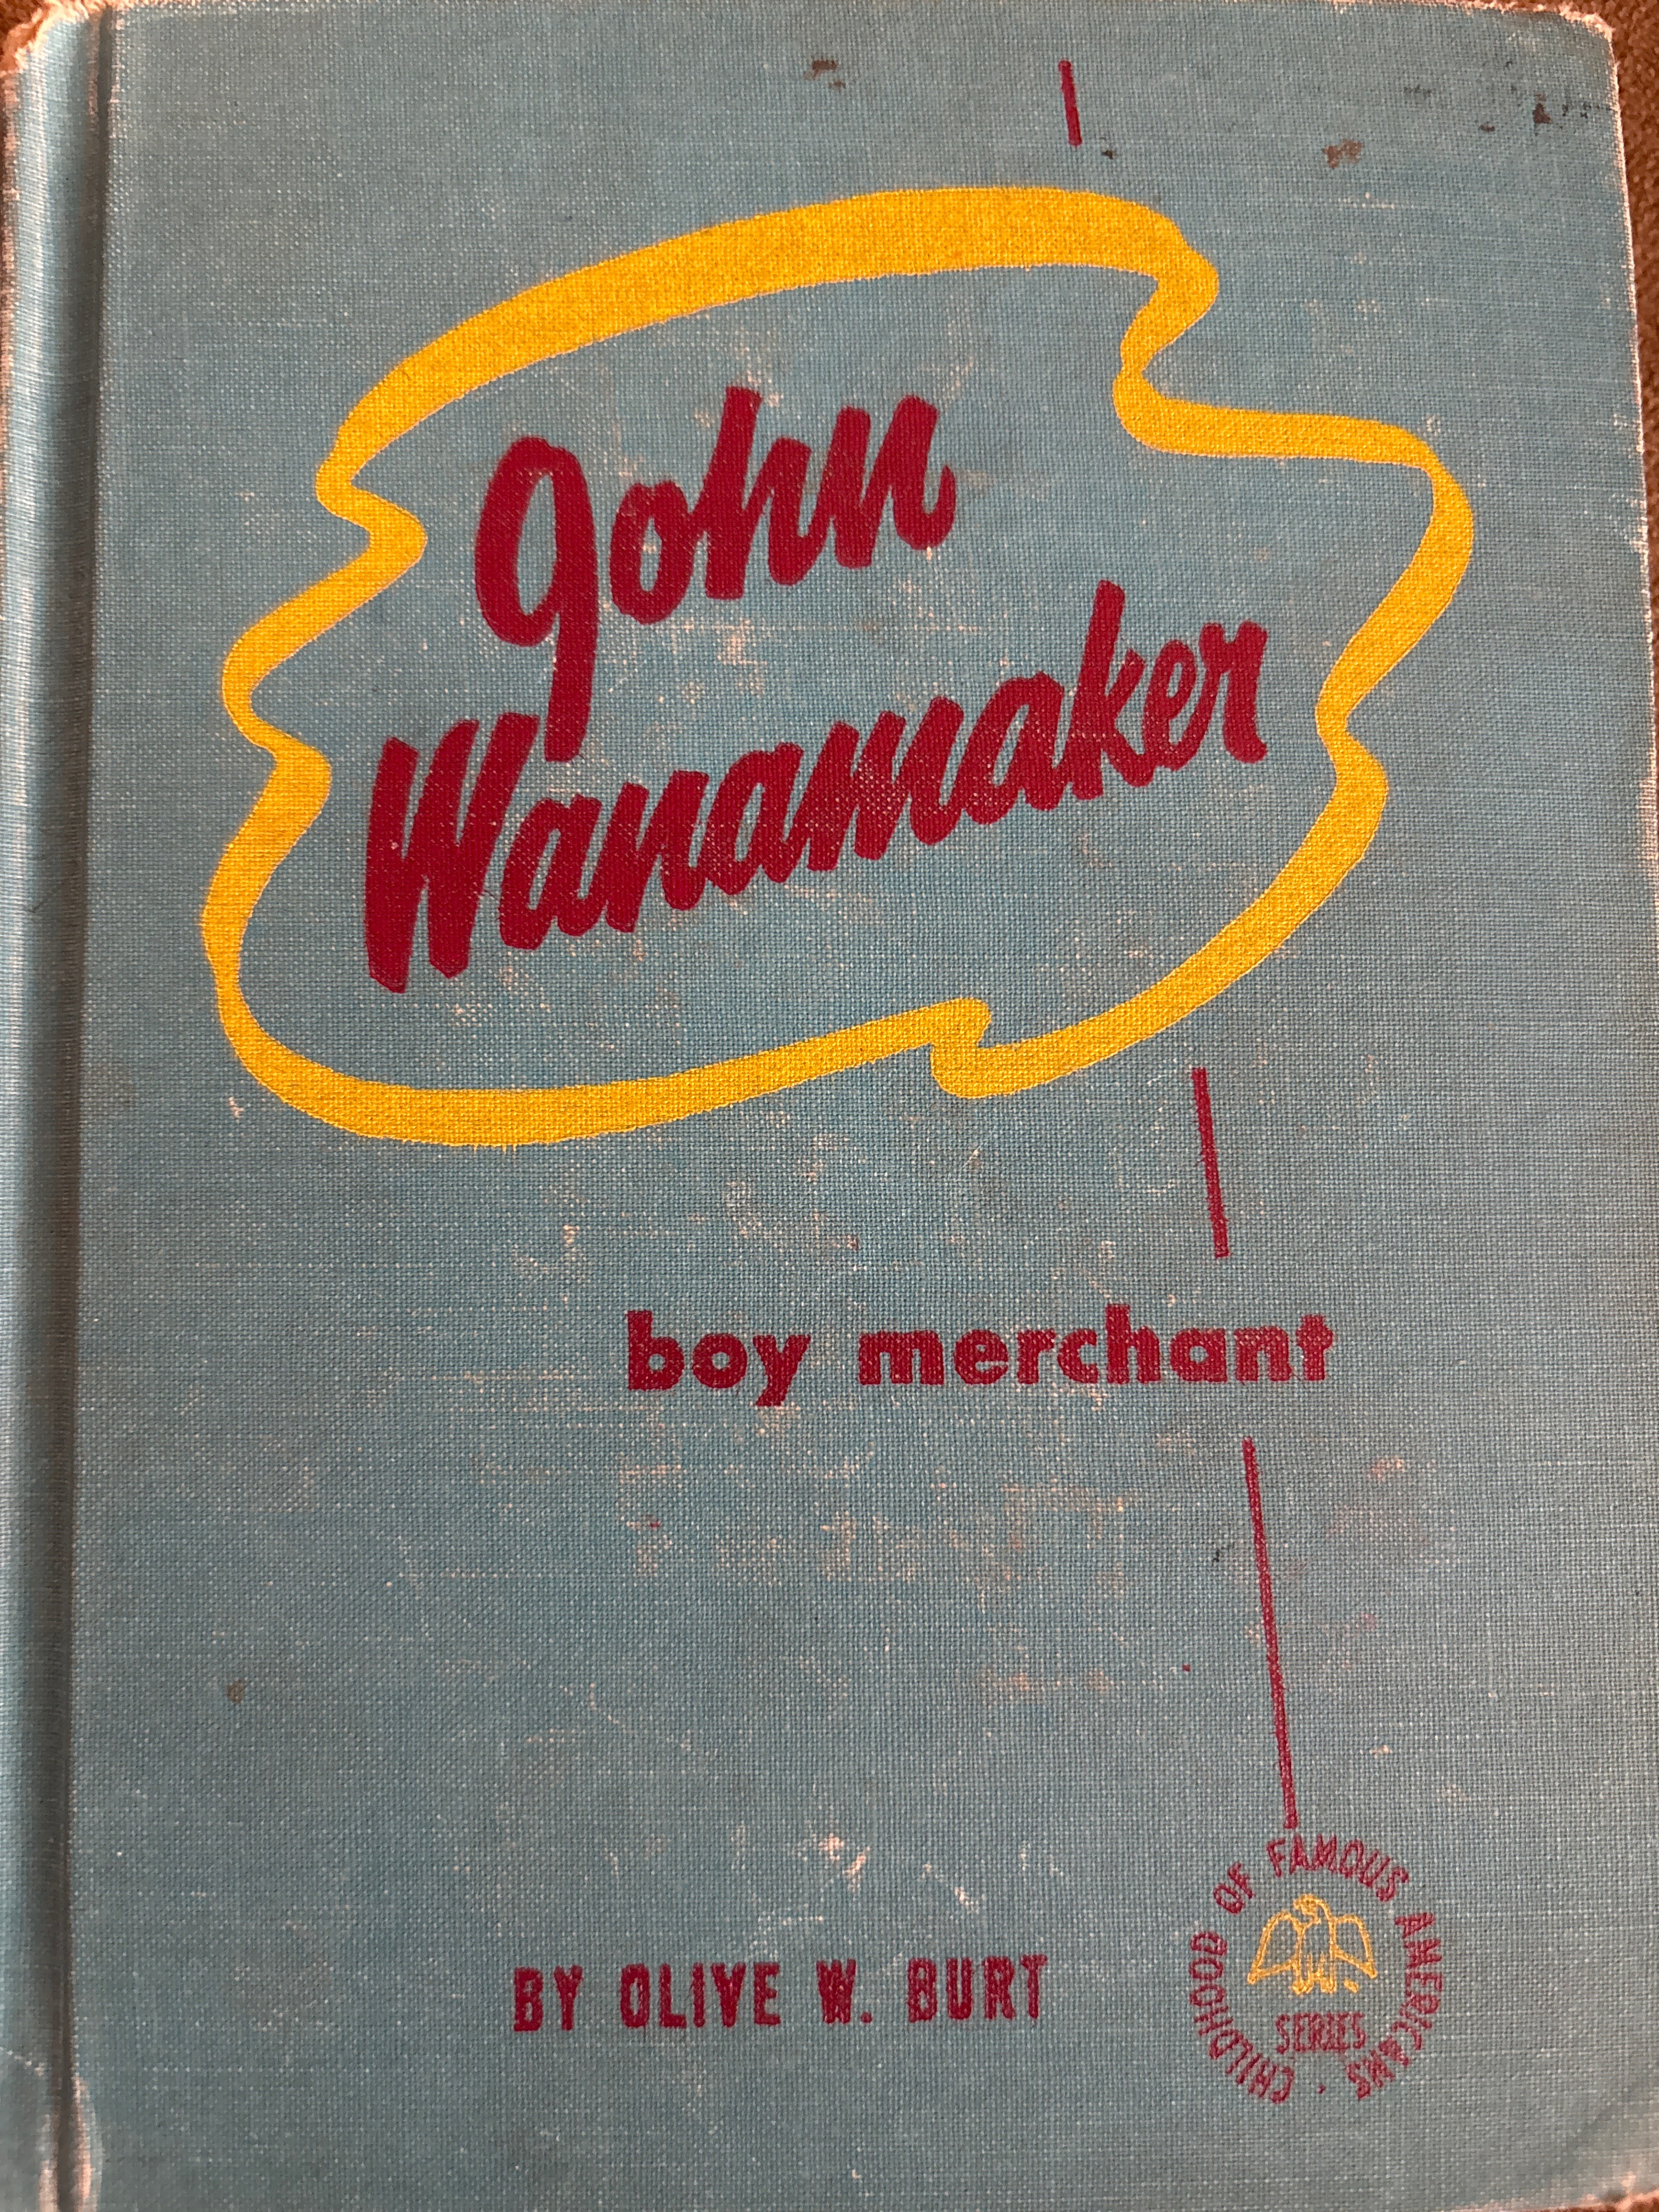 John
Wanamaker
boy merchant
BY OLIVE W. BURT
CHILDHOOD OF FAMOUS AMERICANS ·
SERIES